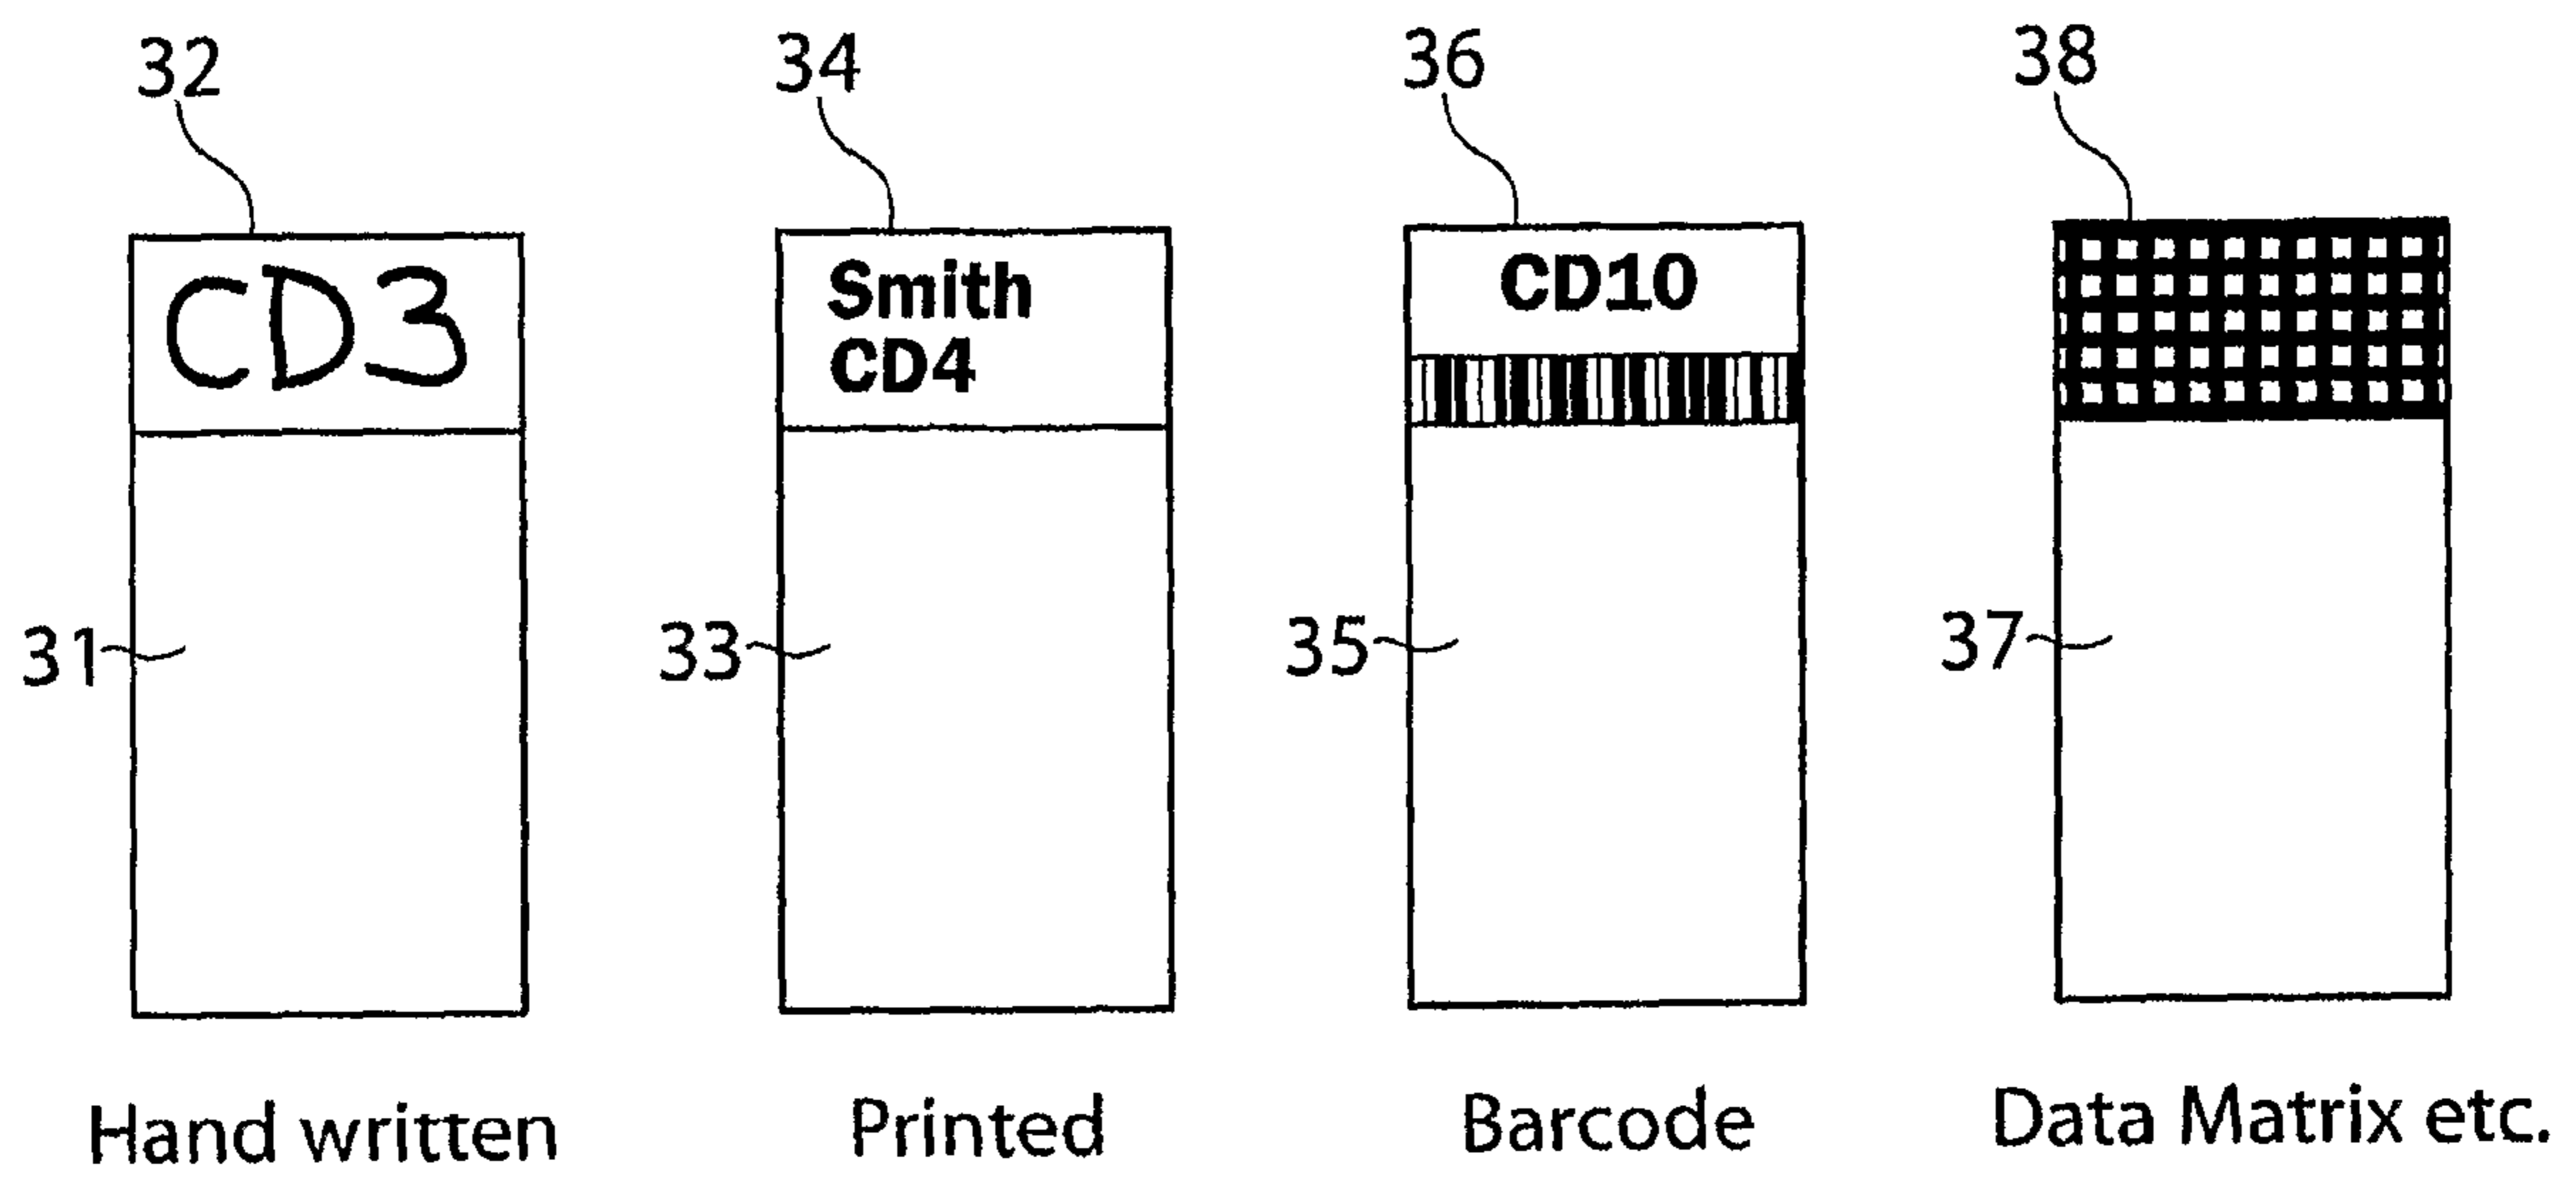 32
34
36
38
CD3
Smith
CD4
CD10
31
33
35
37
Hand written
Printed
Barcode
Data Matrix etc.